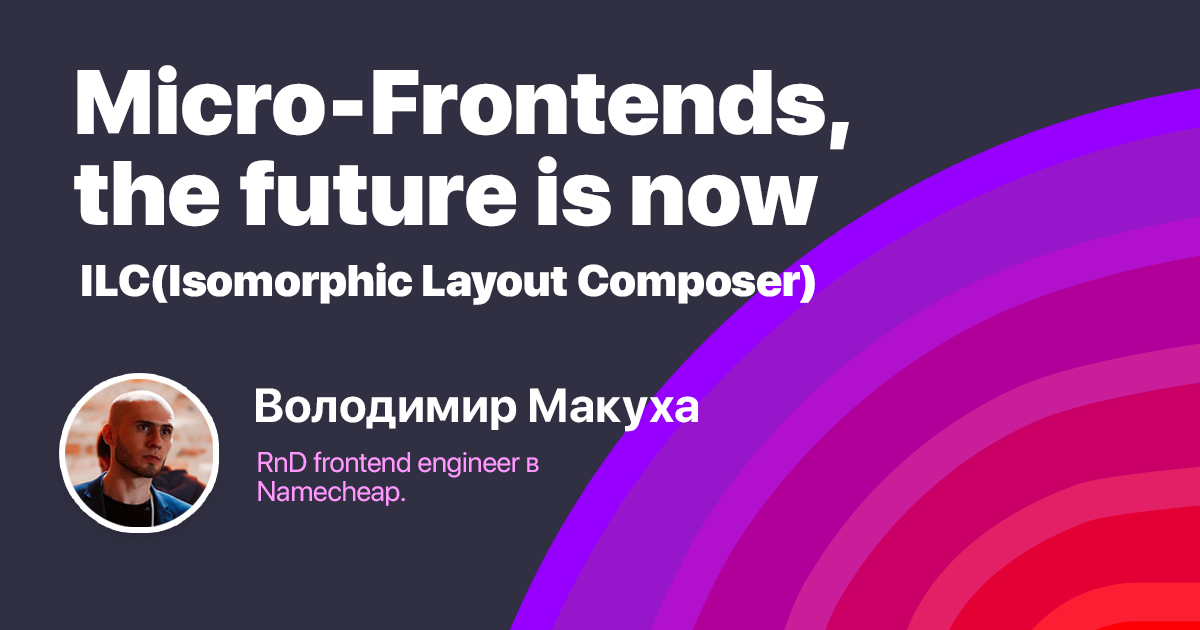 Micro-Frontends,
the future is now
ILC(Isomorphic Layout Composer)
Володимир Макуха
RnD frontend engineer в
Namecheap.